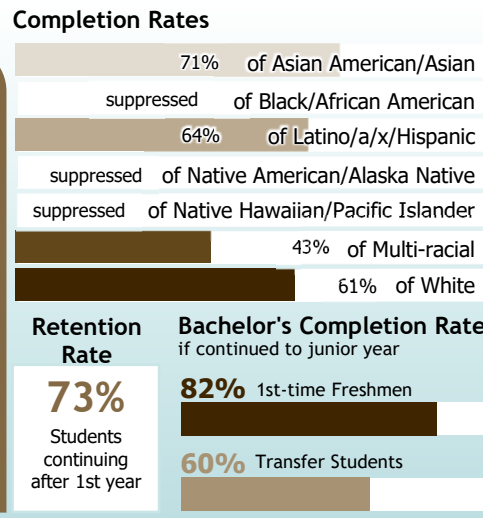 Completion Rates
71% of Asian American/Asian
suppressed of Black/African American
64% of Latino/a/x/Hispanic
suppressed of Native American/Alaska Native
suppressed of Native Hawaiian/Pacific Islander
43% of Multi-racial
61% of White
Retention
Rate
73%
Students
continuing
after 1st year
Bachelor's Completion Rate
if continued to junior year
82% 1st-time Freshmen
60% Transfer Students